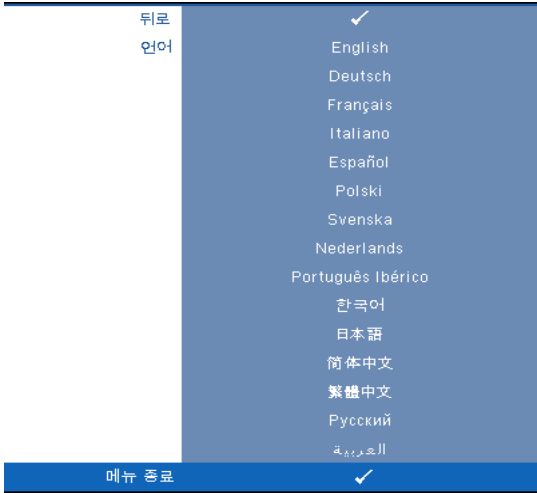 뒤로 ✓
언어 English
Deutsch
Français
Italiano
Español
Polski
Svenska
Nederlands
Português Ibérico
한국어
日本語
简体中文
繁體中文
Русский
العربية
메뉴 종료 ✓